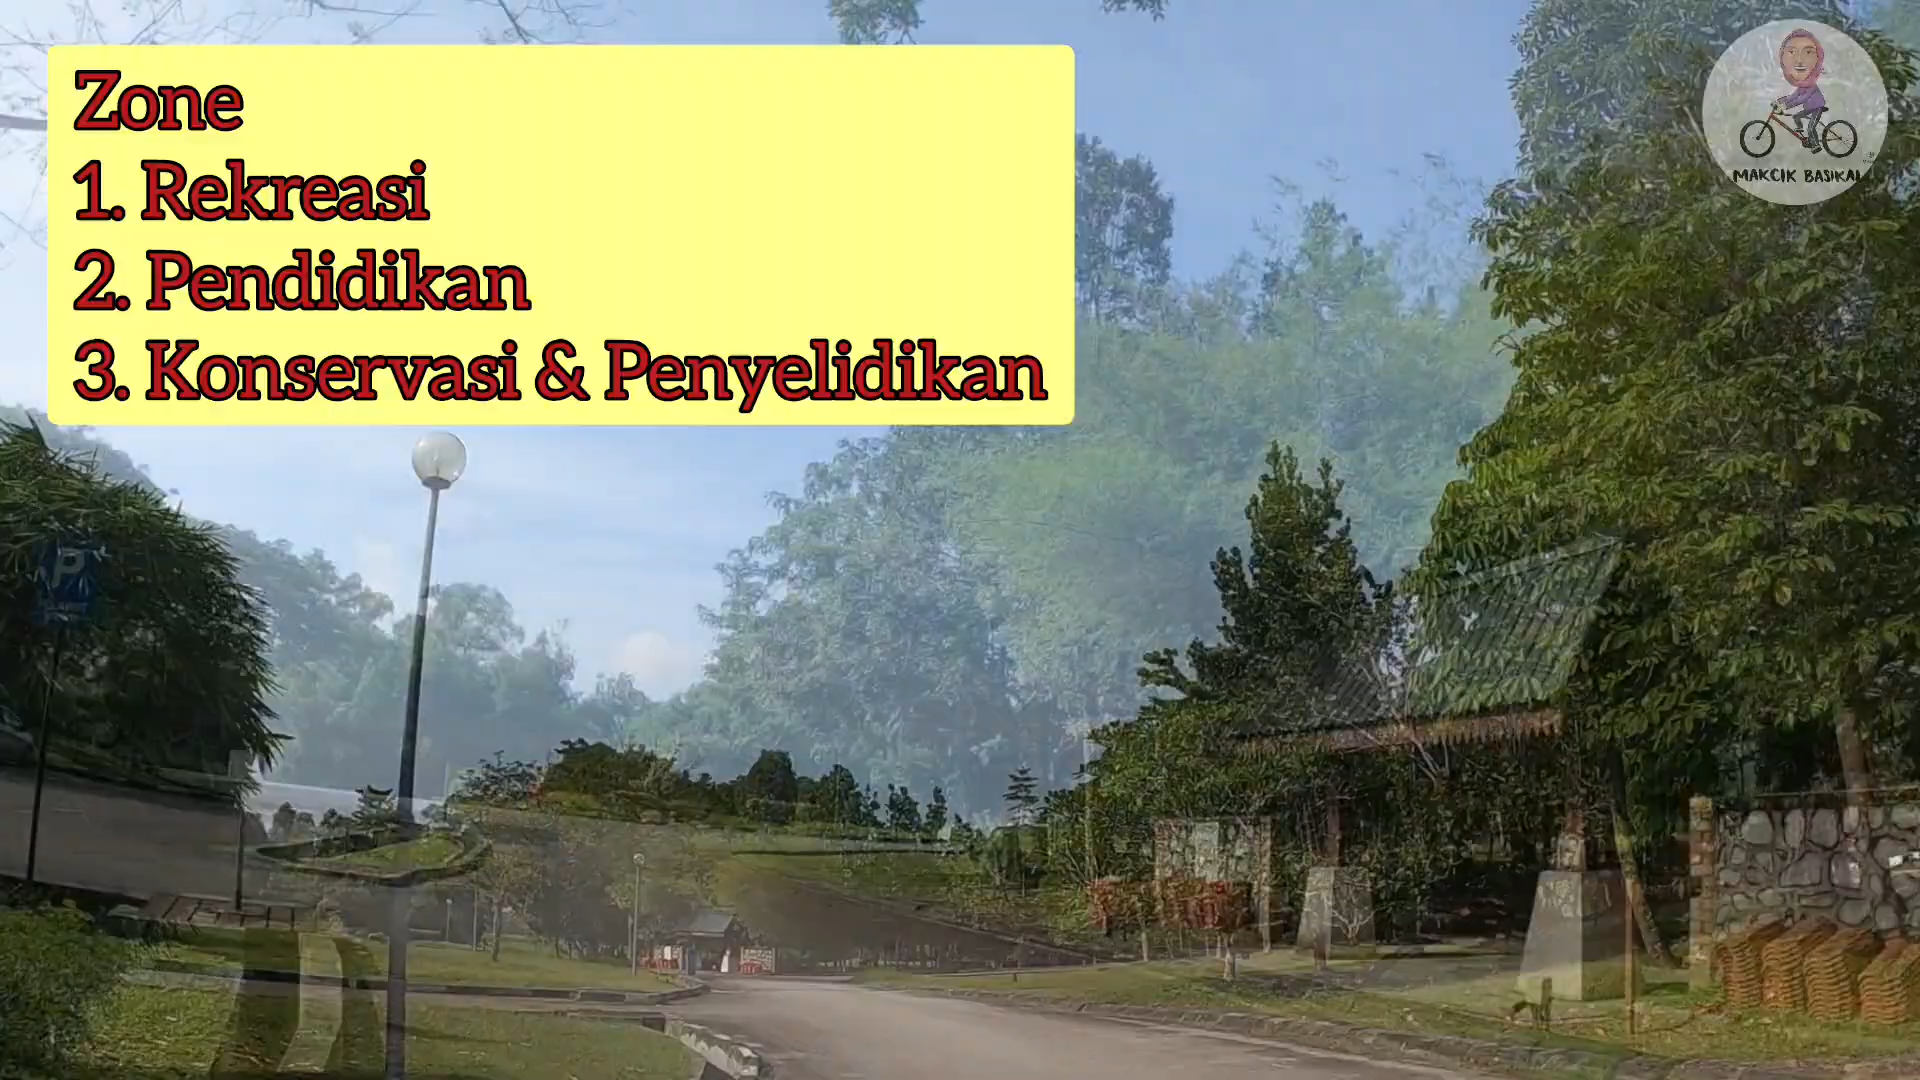 Zone
1. Rekreasi
2. Pendidikan
3. Konservasi & Penyelidikan
MAKCIK BASIKAL
P